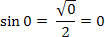 sin 0 = √0/2 = 0